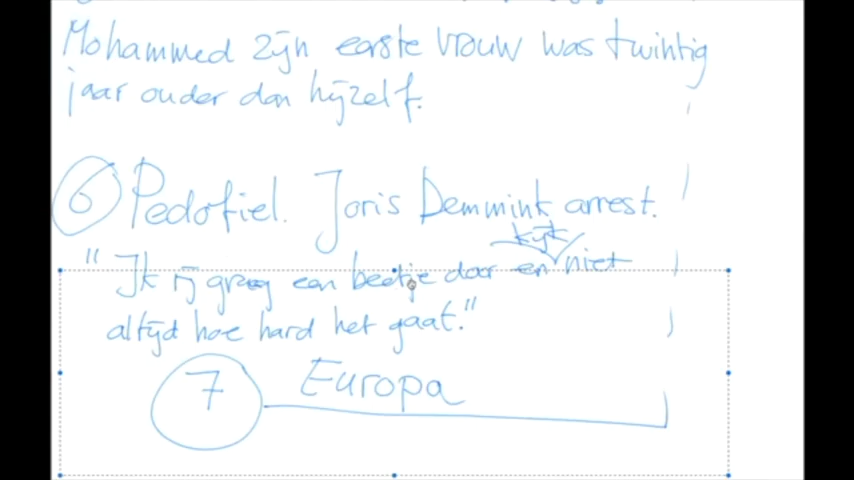 Mohammed zijn eerste vrouw was twintig
jaar ouder dan hijzelf.
6 Pedofiel. Joris Demmink arrest.
kijk
"Ik rij graag een beetje door en niet
altijd hoe hard het gaat."
7 Europa